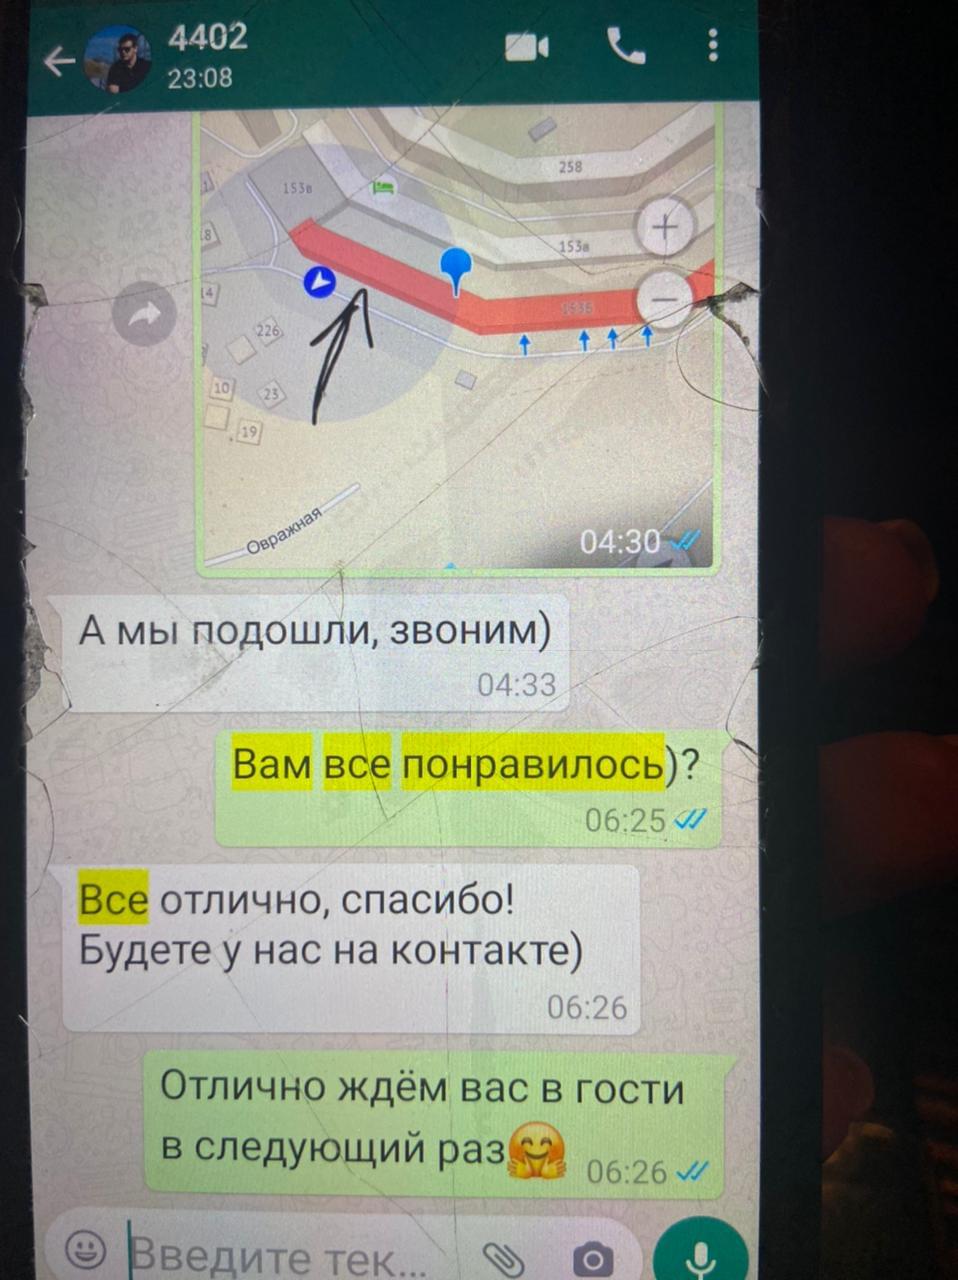 4402
23:08
258
153в
153а
8
14
226
10
23
19
Овражная
04:30
А мы подошли, звоним)
04:33
Вам все понравилось)?
06:25
Все отлично, спасибо!
Будете у нас на контакте)
06:26
Отлично ждём вас в гости
в следующий раз🤗
06:26
Введите тек...